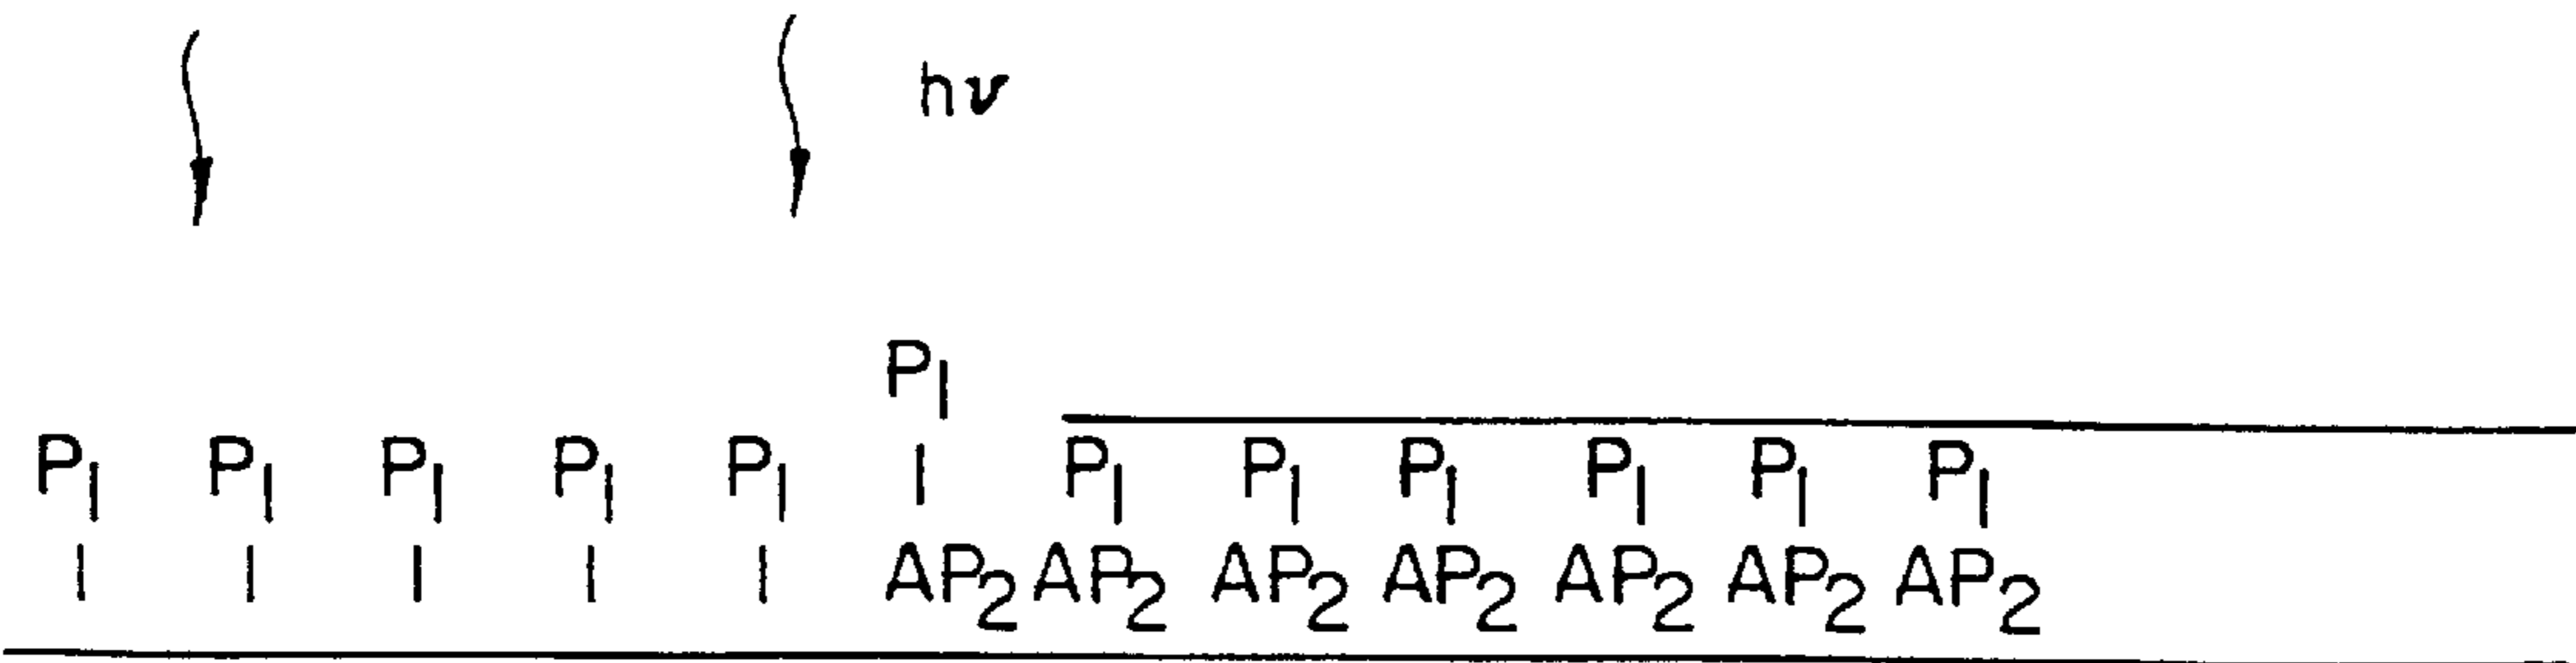 hν
P₁
P₁ P₁ P₁ P₁ P₁ P₁ P₁ P₁ P₁ P₁ P₁
AP₂ AP₂ AP₂ AP₂ AP₂ AP₂ AP₂